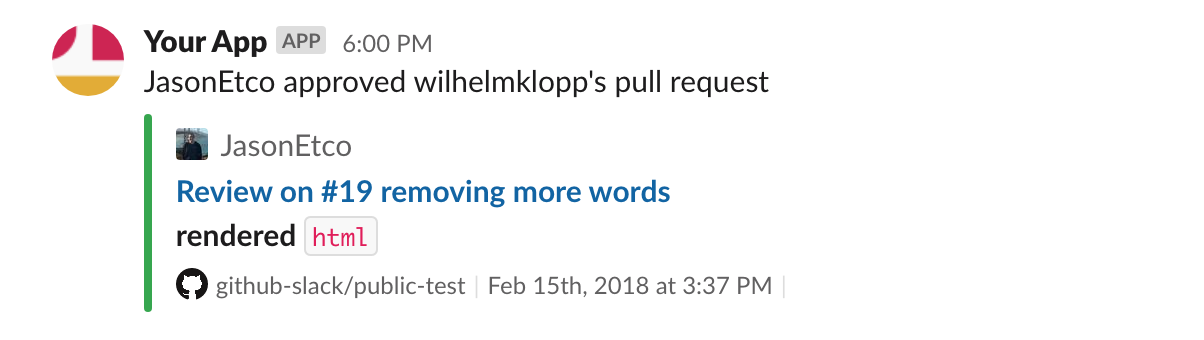 Your App APP 6:00 PM
JasonEtco approved wilhelmklopp's pull request
JasonEtco
Review on #19 removing more words
rendered html
github-slack/public-test | Feb 15th, 2018 at 3:37 PM |